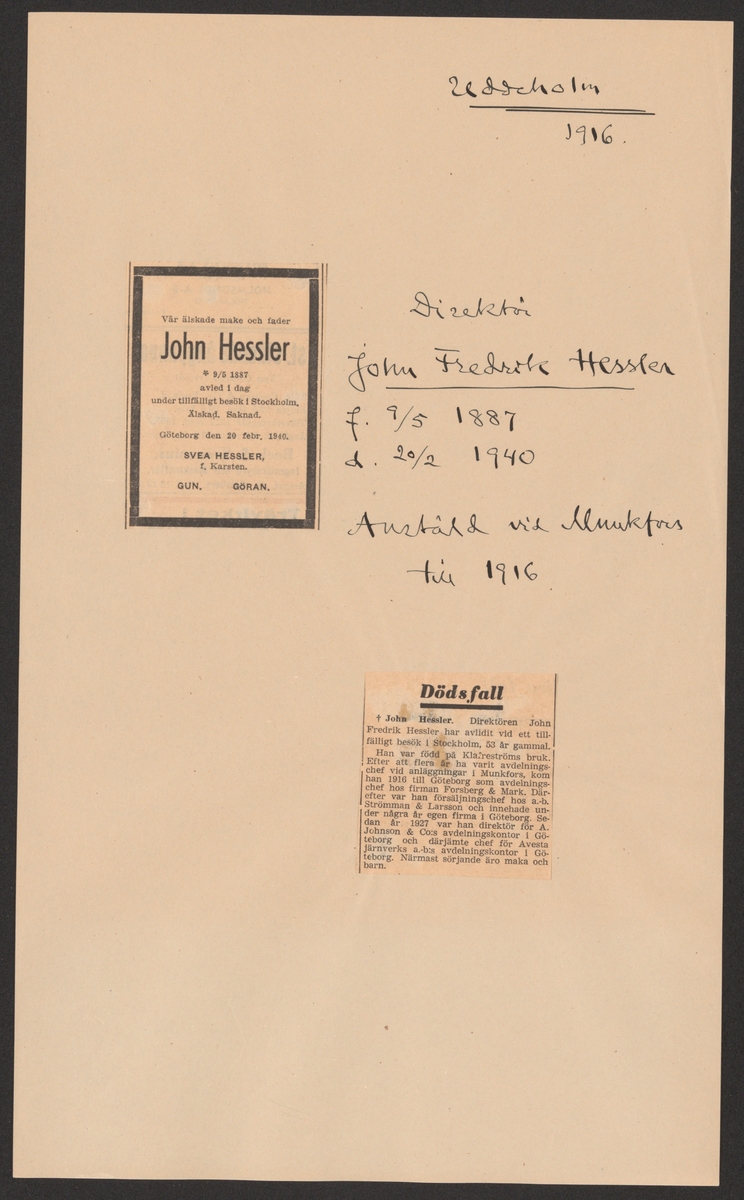 Uddeholm
1916.
Vår älskade make och fader
John Hessler
* 9/5 1887
avled i dag
under tillfälligt besök i Stockholm.
Älskad. Saknad.
Göteborg den 20 febr. 1940.
SVEA HESSLER,
f. Karsten.
GUN. GÖRAN.
Direktör
John Fredrik Hessler
f. 9/5 1887
d. 20/2 1940
Anställd vid Munkfors
till 1916
Dödsfall
† John Hessler. Direktören John
Fredrik Hessler har avlidit vid ett till-
fälligt besök i Stockholm, 53 år gammal.
Han var född på Klafreströms bruk.
Efter att flera år ha varit avdelnings-
chef vid anläggningar i Munkfors, kom
han 1916 till Göteborg som avdelnings-
chef hos firman Forsberg & Mark. Där-
efter var han försäljningschef hos a.-b.
Strömman & Larsson och innehade un-
der några år egen firma i Göteborg. Se-
dan år 1927 var han direktör för A.
Johnson & Co:s avdelningskontor i Gö-
teborg och därjämte chef för Avesta
järnverks a.-b:s avdelningskontor i Gö-
teborg. Närmast sörjande äro maka och
barn.